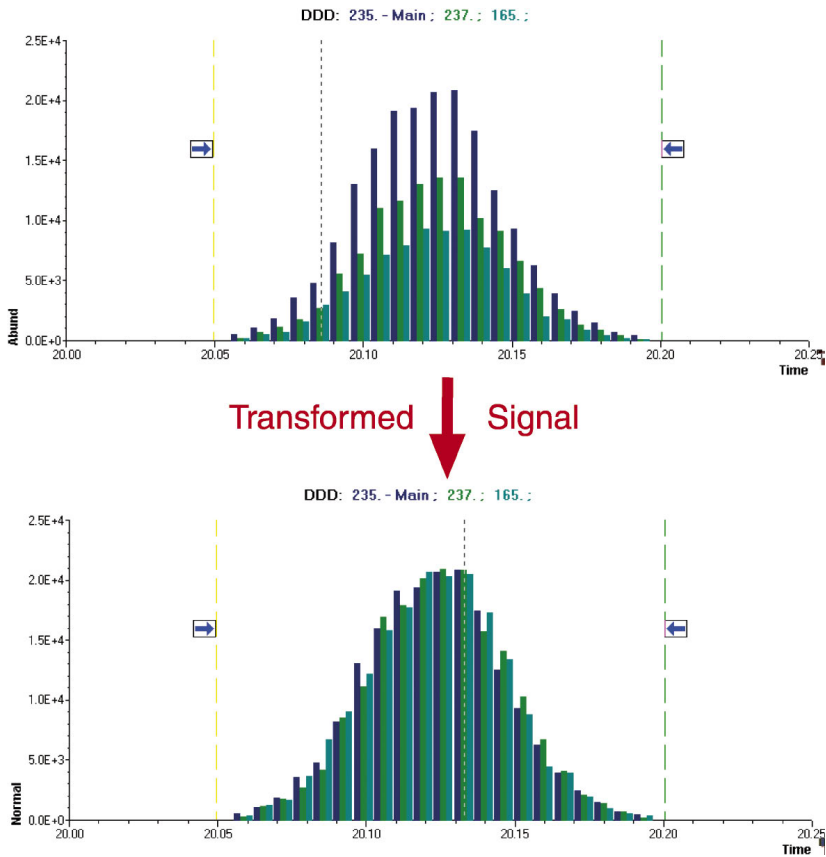 DDD: 235. - Main ; 237. ; 165. ;
2.5E+4
2.0E+4
1.5E+4
1.0E+4
5.0E+3
0.0E+0
Abund
20.00 20.05 20.10 20.15 20.20 20.25
Time
Transformed Signal
DDD: 235. - Main ; 237. ; 165. ;
2.5E+4
2.0E+4
1.5E+4
1.0E+4
5.0E+3
0.0E+0
Normal
20.00 20.05 20.10 20.15 20.20 20.25
Time